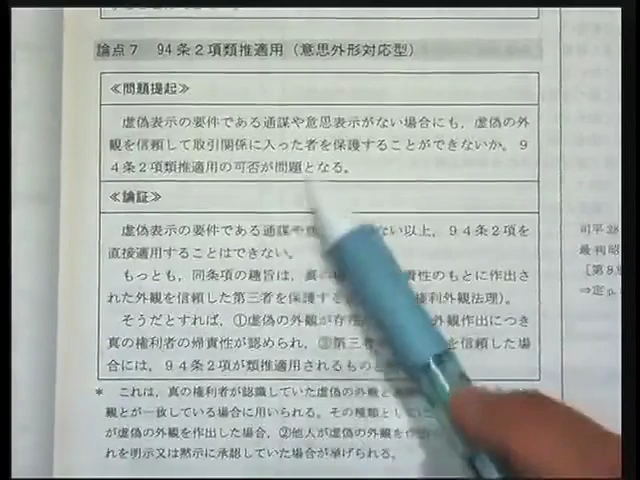 論点7 94条2項類推適用（意思外形対応型）
≪問題提起≫
虚偽表示の要件である通謀や意思表示がない場合にも，虚偽の外
観を信頼して取引関係に入った者を保護することができないか。9
4条2項類推適用の可否が問題となる。
≪論証≫
虚偽表示の要件である通謀や ない以上，94条2項を
直接適用することはできない。
もっとも，同条項の趣旨は，真の 責性のもとに作出さ
れた外観を信頼した第三者を保護する 権利外観法理）。
そうだとすれば，①虚偽の外観が存在 外観作出につき
真の権利者の帰責性が認められ，③第三者 を信頼した場
合には，94条2項が類推適用されるものと
＊ これは，真の権利者が認識していた虚偽の外観と
観とが一致している場合に用いられる。その種類とし
が虚偽の外観を作出した場合，②他人が虚偽の外観を作
れを明示又は黙示に承認していた場合が挙げられる。
司平28
最判昭
［第8
⇒定p.